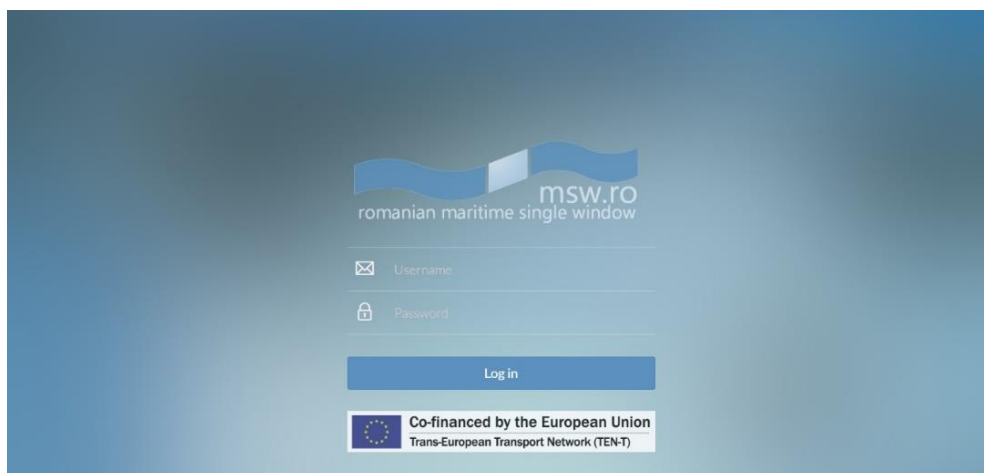 msw.ro
romanian maritime single window
Username
Password
Log in
Co-financed by the European Union
Trans-European Transport Network (TEN-T)